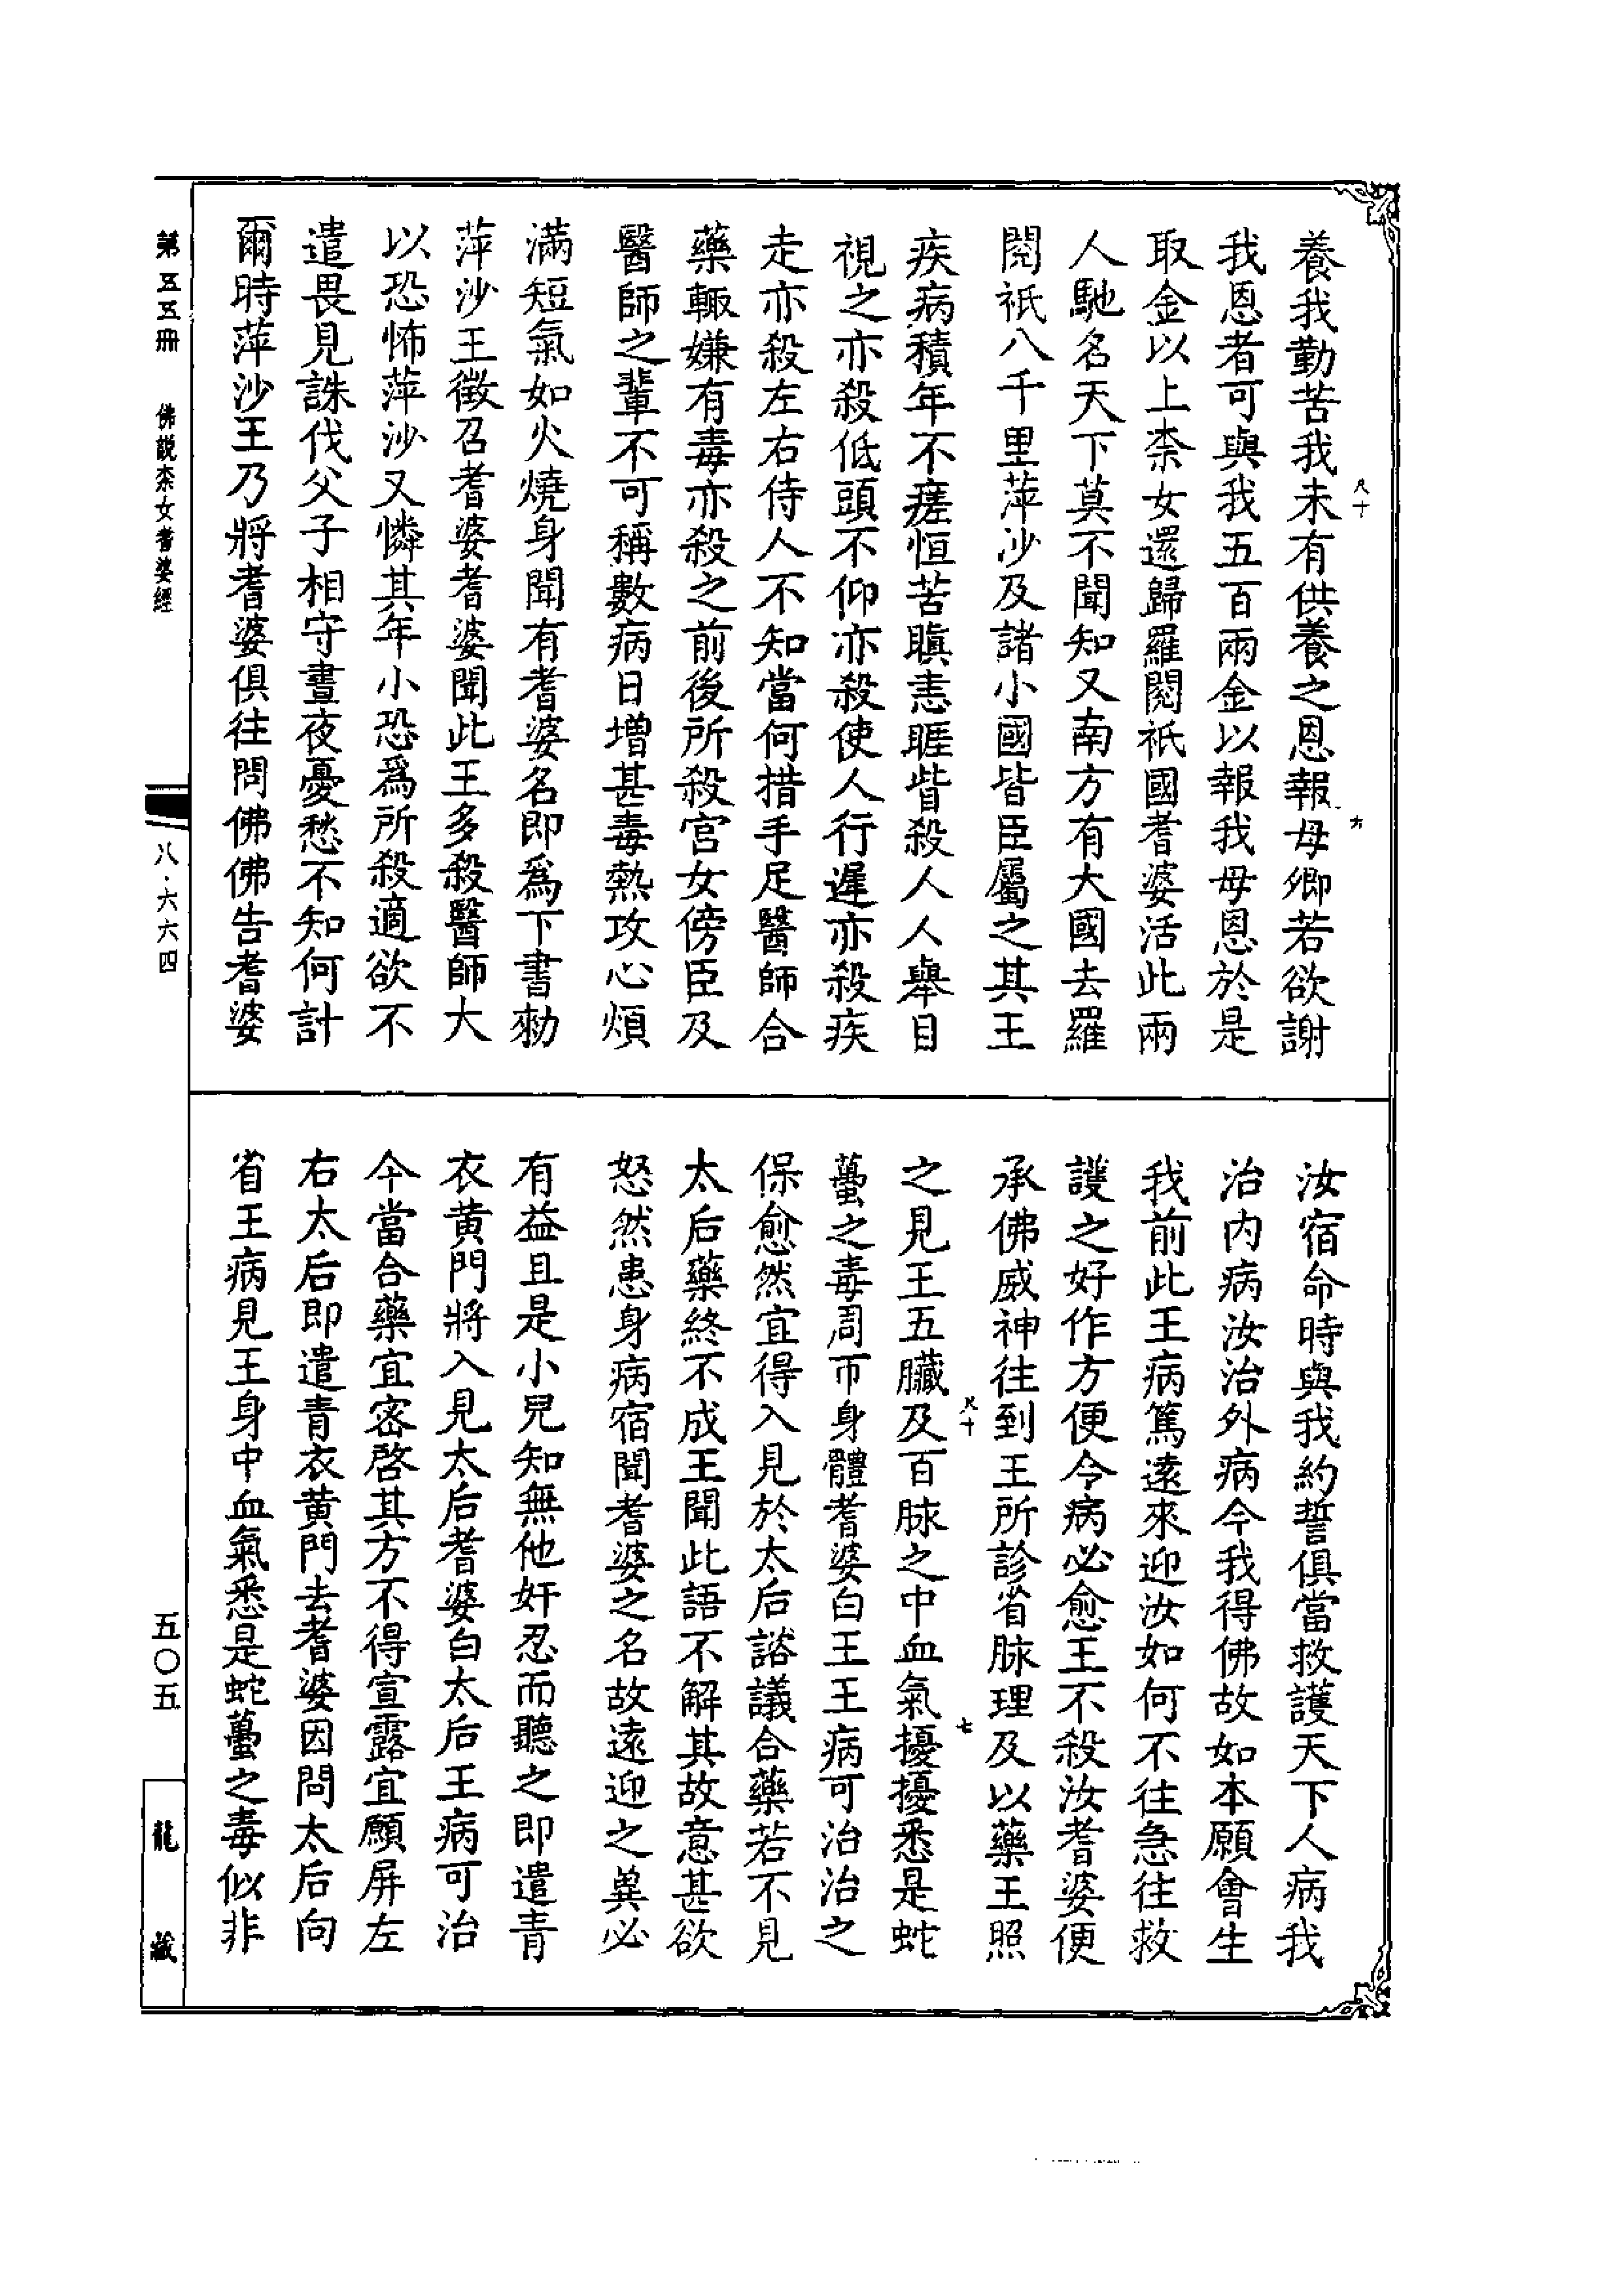 養我勤苦我未有供養之恩報母卿若欲謝
我恩者可與我五百兩金以報我母恩於是
取金以上柰女還歸羅閱祇國耆婆活此兩
人馳名天下莫不聞知又南方有大國去羅
閱祇八千里蓱沙及諸小國皆臣屬之其王
疾病積年不瘥恒苦瞋恚睚眥殺人人舉目
視之亦殺低頭不仰亦殺使人行遲亦殺疾
走亦殺左右侍人不知當何措手足醫師合
藥輙嫌有毒亦殺之前後所殺宮女傍臣及
醫師之輩不可稱數病日增甚毒熱攻心煩
滿短氣如火燒身聞有耆婆名即爲下書勑
蓱沙王徵召耆婆耆婆聞此王多殺醫師大
以恐怖蓱沙又憐其年小恐爲所殺適欲不
遣畏見誅伐父子相守晝夜憂愁不知何計
爾時蓱沙王乃將耆婆俱往問佛佛告耆婆
尺十
六
汝宿命時與我約誓俱當救護天下人病我
治内病汝治外病今我得佛故如本願會生
我前此王病篤遠來迎汝如何不往急往救
護之好作方便令病必愈王不殺汝耆婆便
承佛威神往到王所診省脉理及以藥王照
之見王五臟及百脉之中血氣擾擾悉是蛇
蠆之毒周帀身體耆婆白王王病可治治之
保愈然宜得入見於太后諮議合藥若不見
太后藥終不成王聞此語不解其故意甚欲
怒然患身病宿聞耆婆之名故遠迎之冀必
有益且是小兒知無他奸忍而聽之即遣青
衣黃門將入見太后耆婆白太后王病可治
今當合藥宜密啓其方不得宣露宜願屏左
右太后即遣青衣黃門去耆婆因問太后向
省王病見王身中血氣悉是蛇蠆之毒似非
尺十
七
第五五冊 佛說柰女耆婆經
八·六六四
五〇五
龍藏